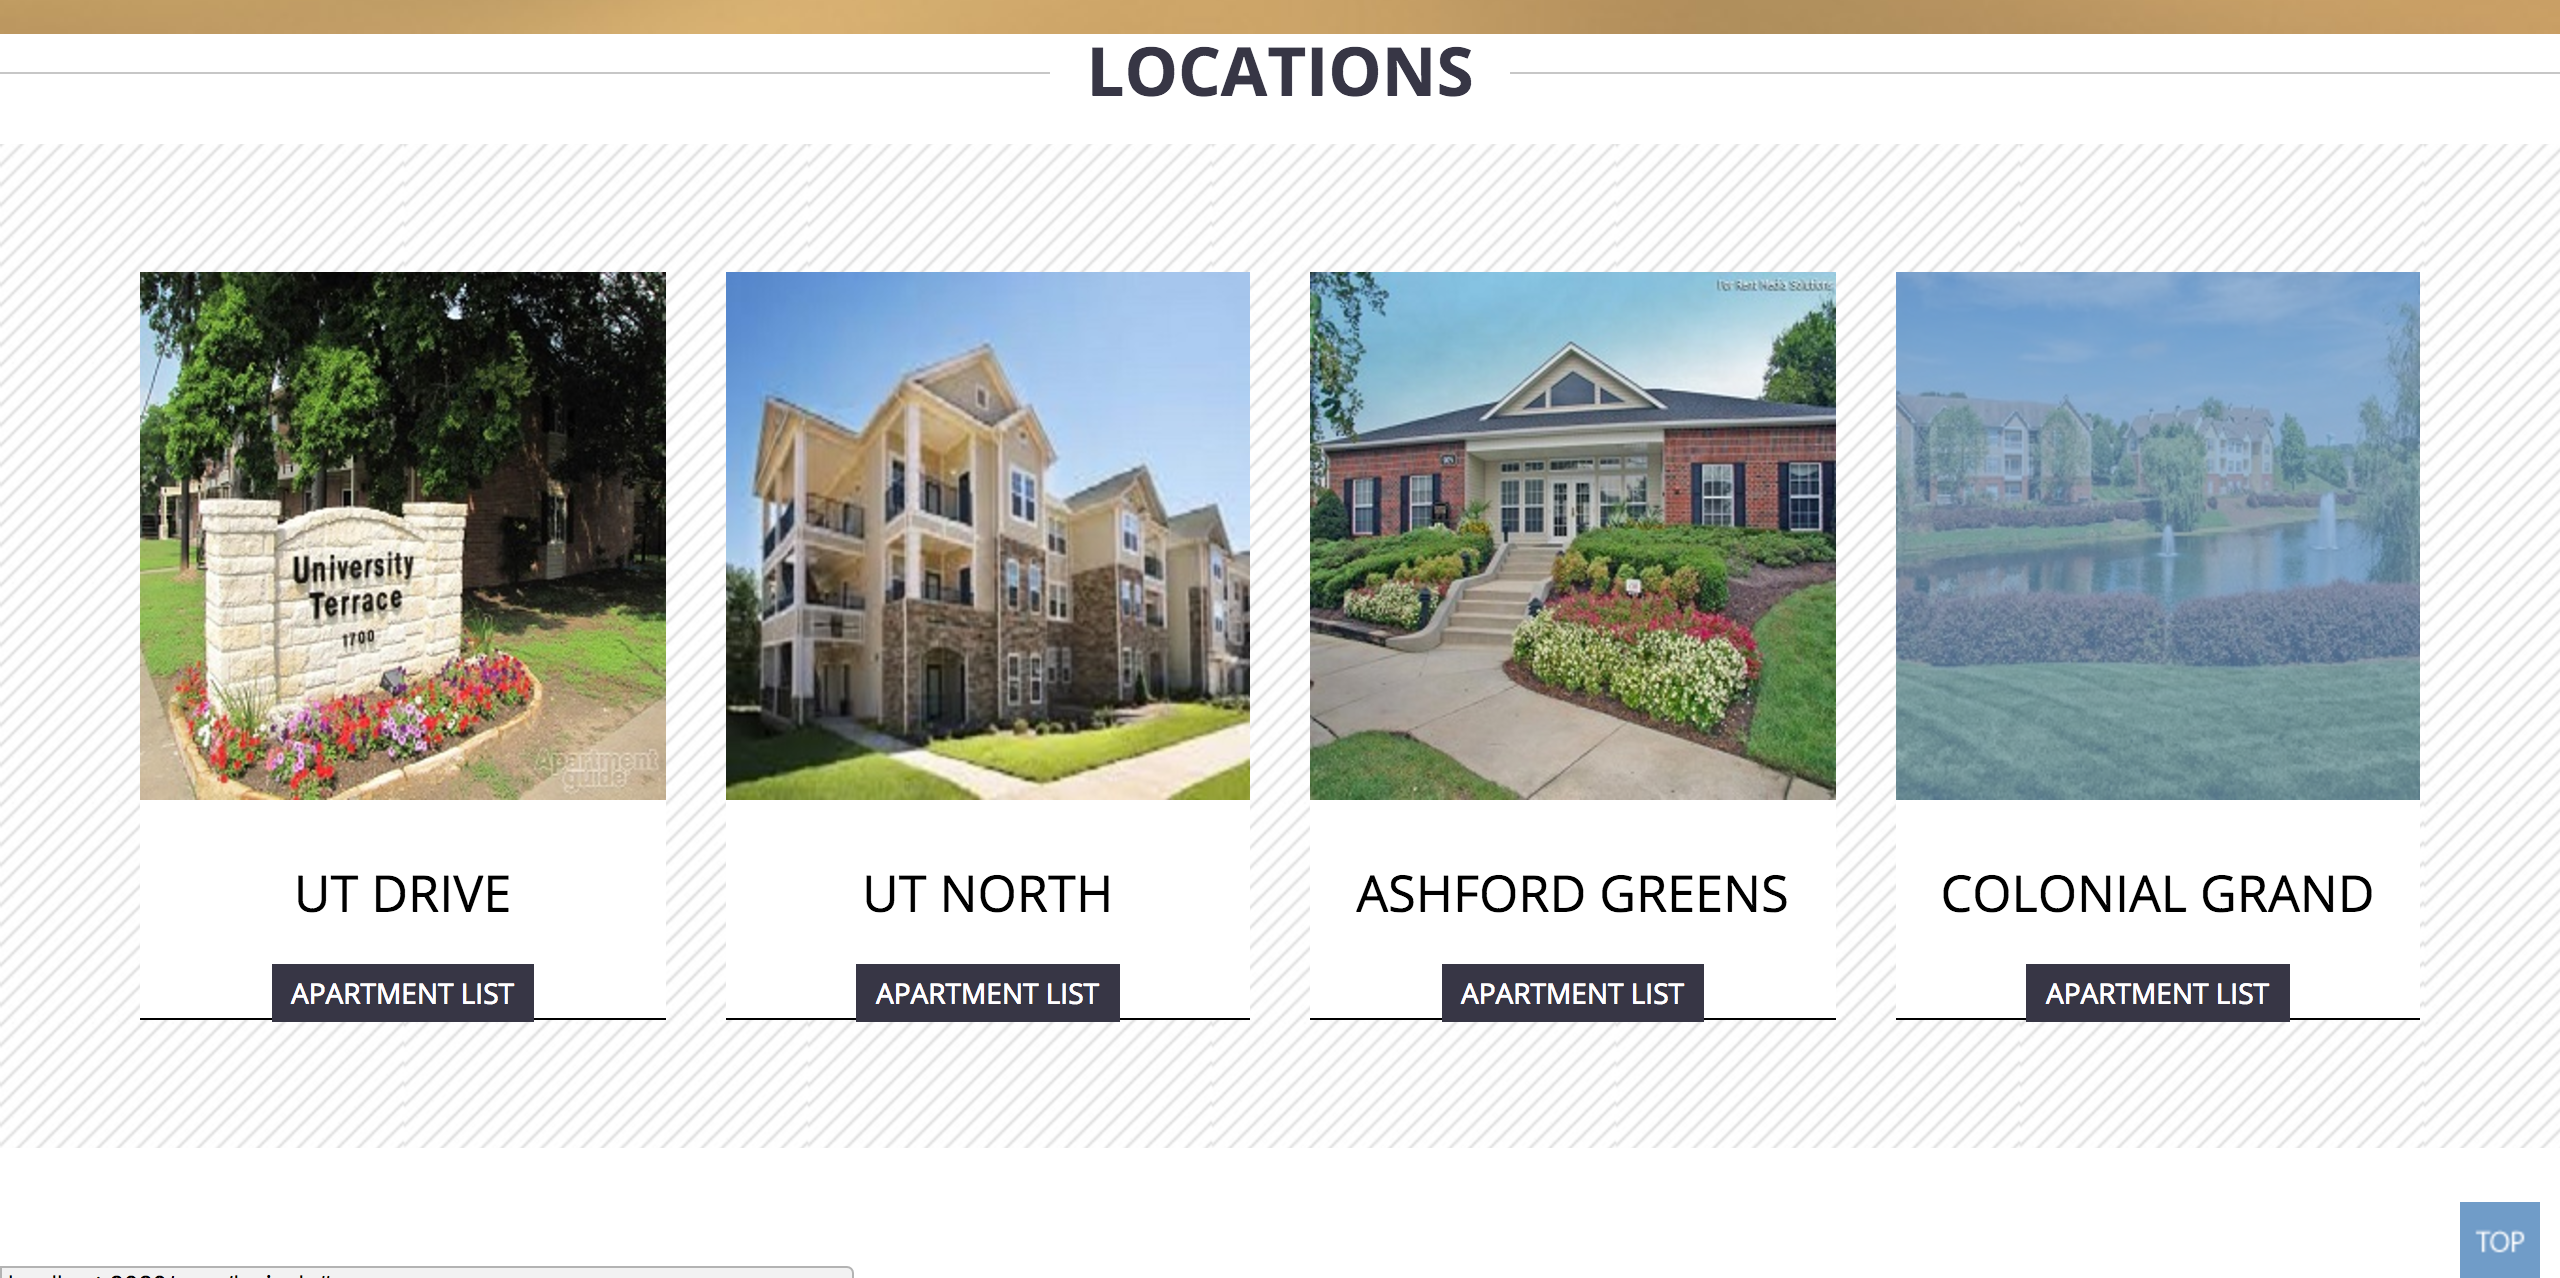 LOCATIONS
For Rent Media Solutions
University
Terrace
1700
Apartment
guide
UT DRIVE
UT NORTH
ASHFORD GREENS
COLONIAL GRAND
APARTMENT LIST
APARTMENT LIST
APARTMENT LIST
APARTMENT LIST
TOP